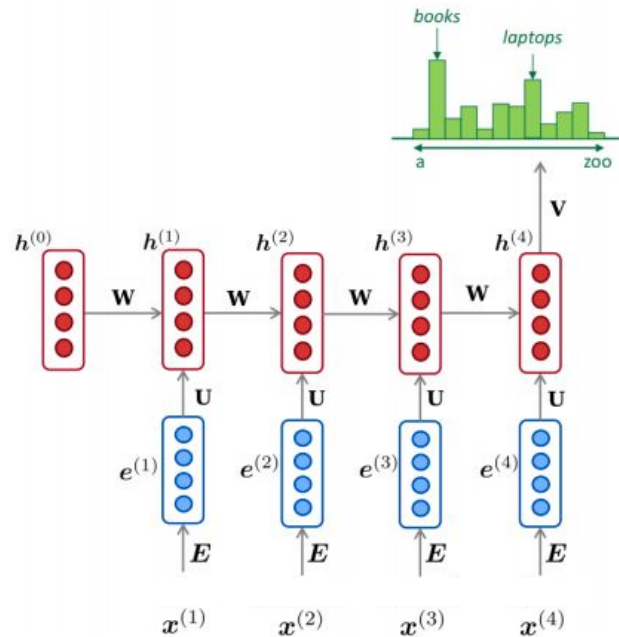 books
laptops
a zoo
V
h^{(0)} h^{(1)} h^{(2)} h^{(3)} h^{(4)}
W W W W
U U U U
e^{(1)} e^{(2)} e^{(3)} e^{(4)}
E E E E
x^{(1)} x^{(2)} x^{(3)} x^{(4)}